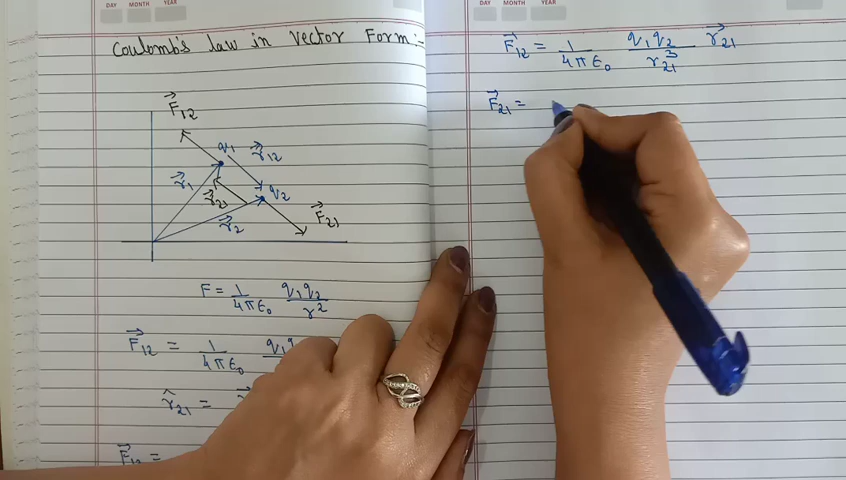 DAY MONTH YEAR
Coulomb's law in Vector Form:-
F⃗12
q1 r⃗12
r⃗1 r⃗21 q2
r⃗2 F⃗21
F = 1/4πε0 q1q2/r²
F⃗12 = 1/4πε0
r̂21 =
F⃗12 =
DAY MONTH YEAR
F⃗12 = 1/4πε0 q1q2/r21³ r⃗21
F⃗21 =